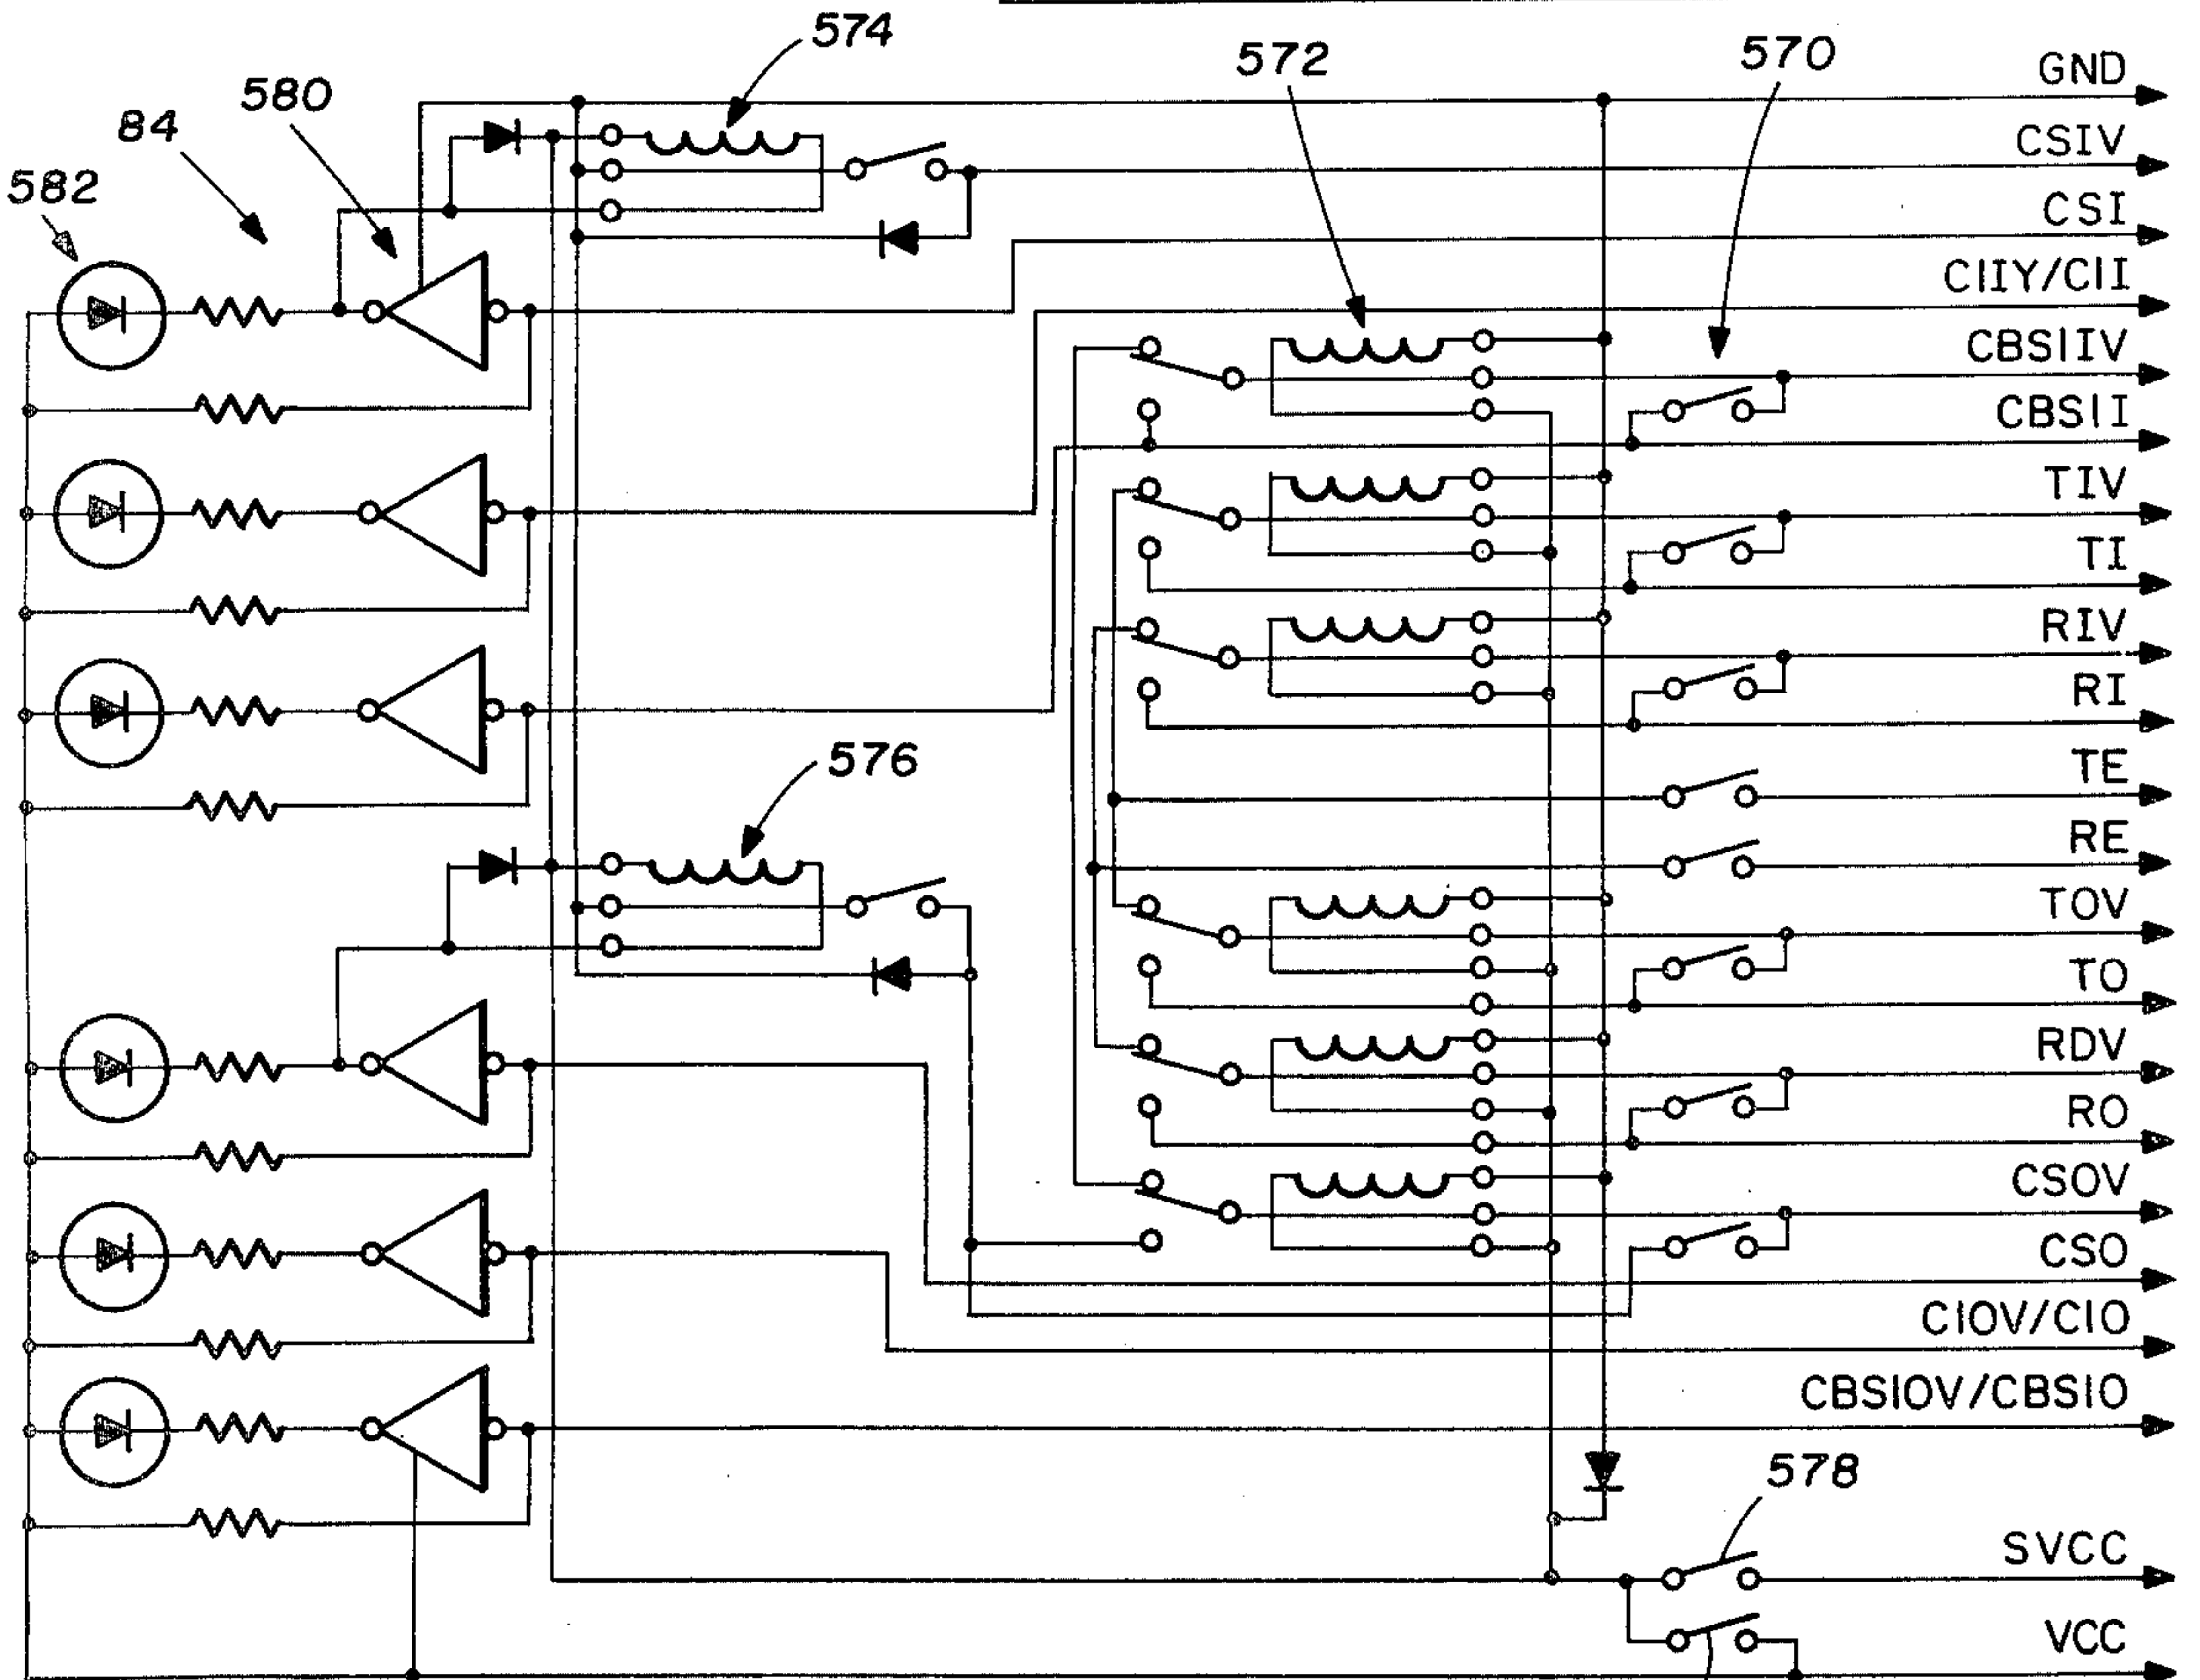 574
572
570
580
84
582
GND
CSIV
CSI
CIIY/CII
CBSIIV
CBSII
TIV
TI
RIV
RI
576
TE
RE
TOV
TO
RDV
RO
CSOV
CSO
CIOV/CIO
CBSIOV/CBSIO
578
SVCC
VCC